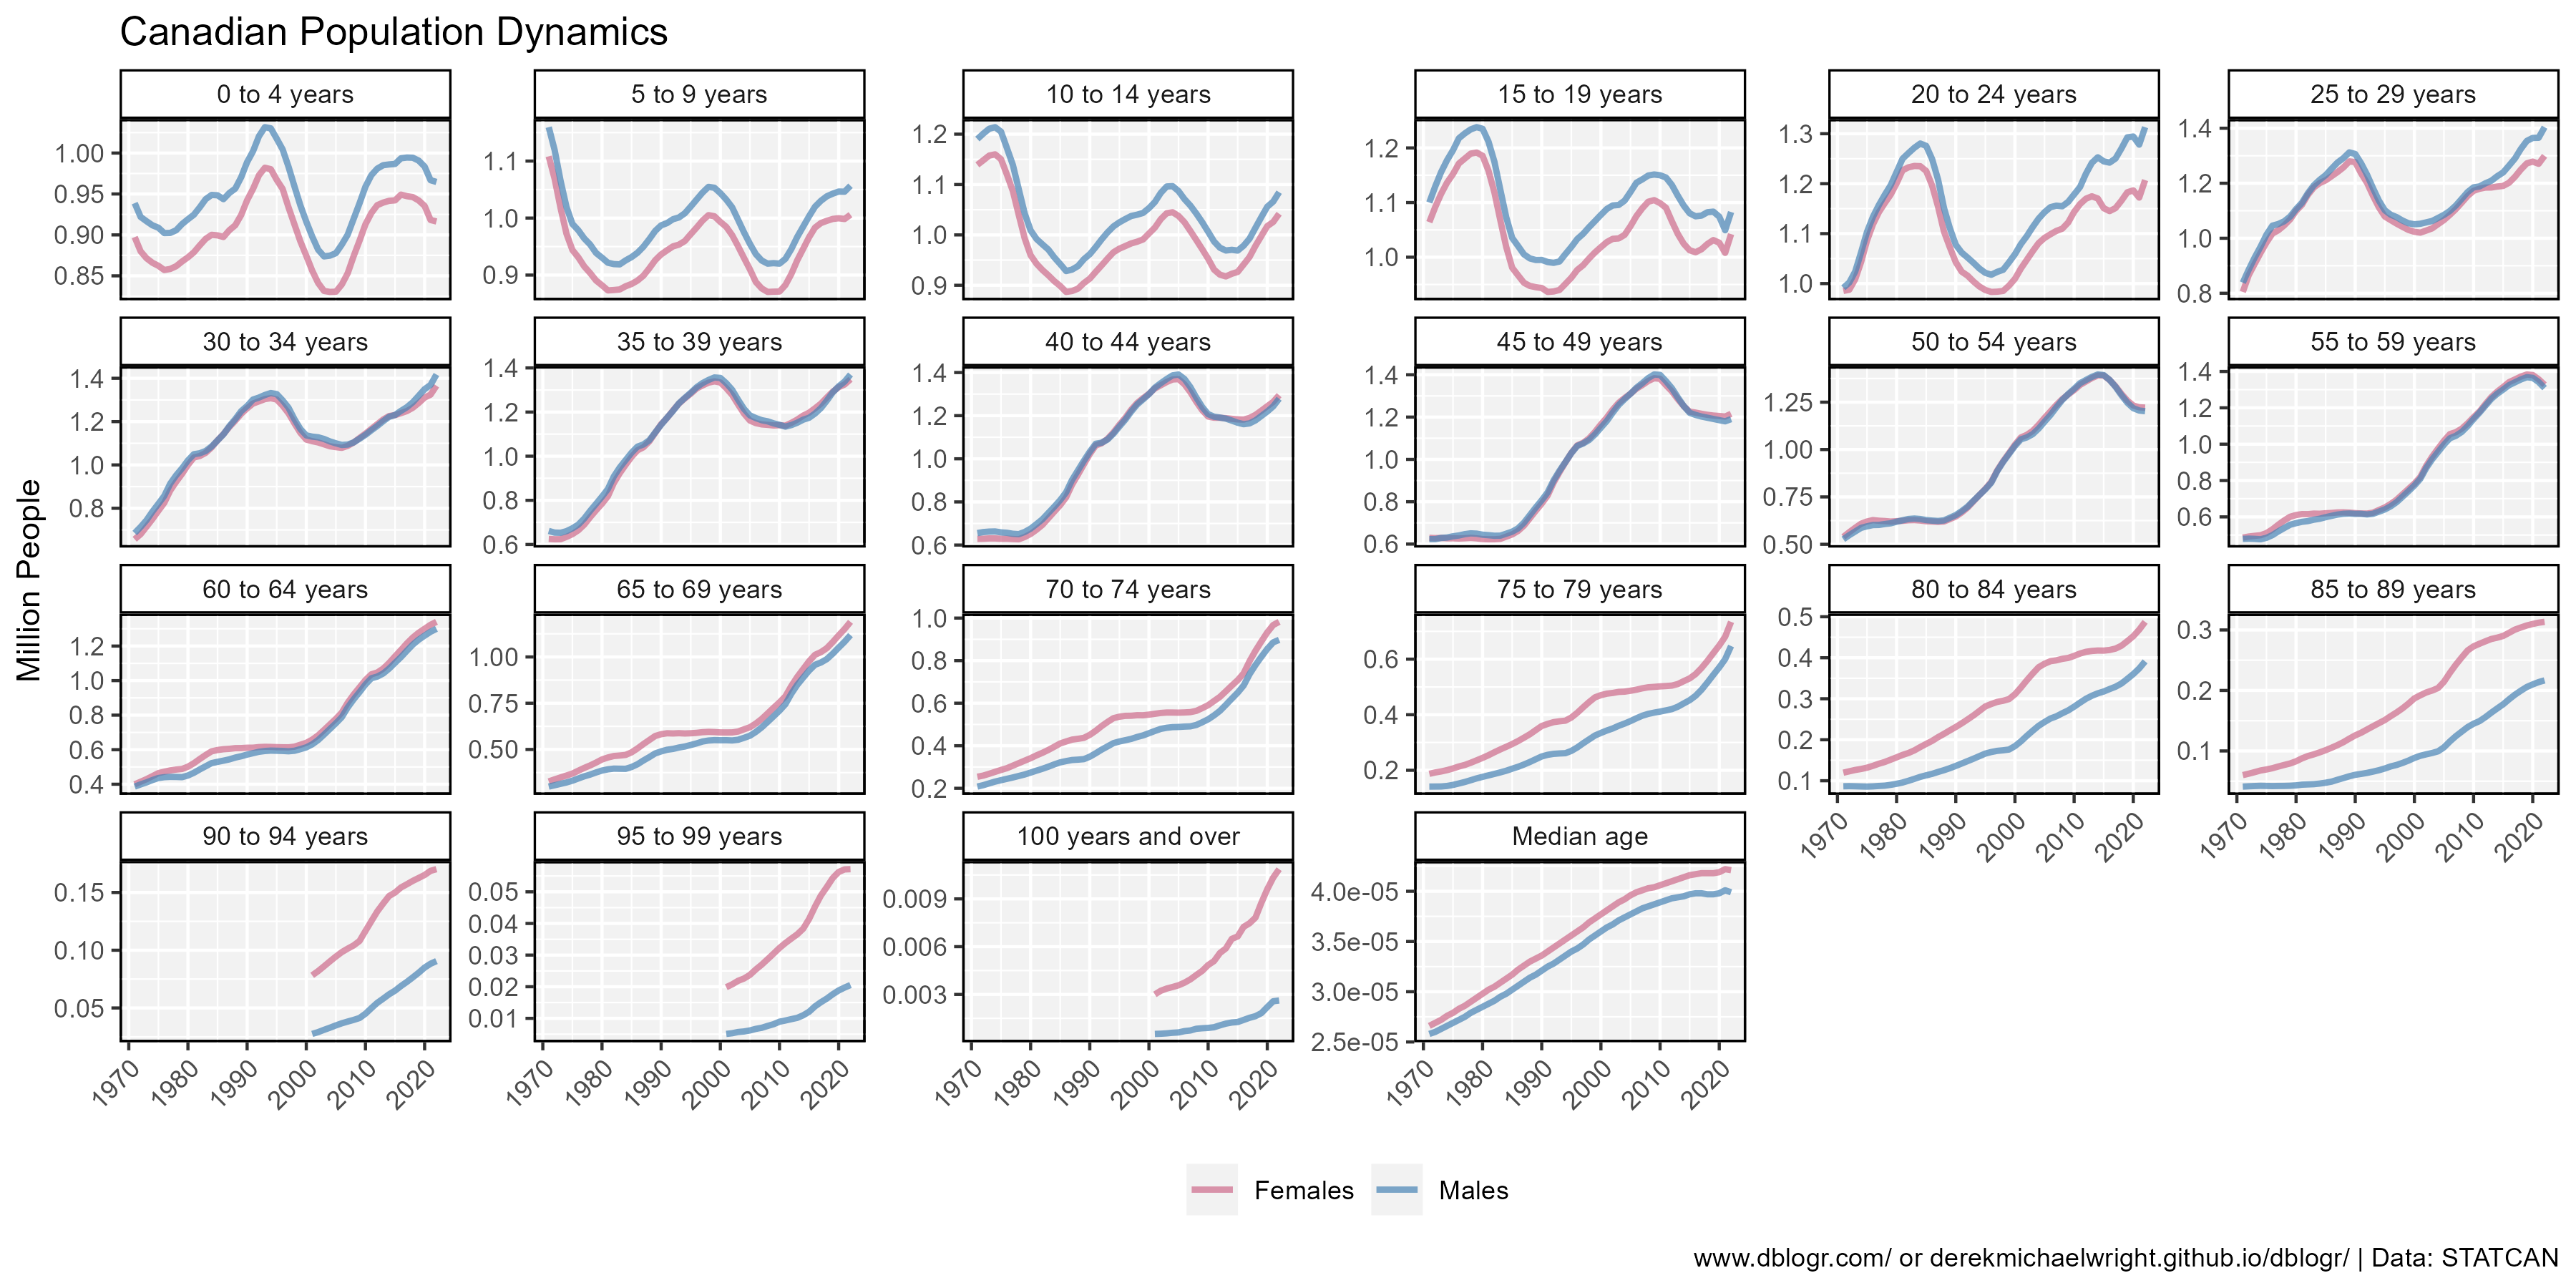 Canadian Population Dynamics
Million People
0 to 4 years
5 to 9 years
10 to 14 years
15 to 19 years
20 to 24 years
25 to 29 years
1.00
0.95
0.90
0.85
1.1
1.0
0.9
1.2
1.1
1.0
0.9
1.2
1.1
1.0
1.3
1.2
1.1
1.0
1.4
1.2
1.0
0.8
30 to 34 years
35 to 39 years
40 to 44 years
45 to 49 years
50 to 54 years
55 to 59 years
1.4
1.2
1.0
0.8
1.4
1.2
1.0
0.8
0.6
1.4
1.2
1.0
0.8
0.6
1.4
1.2
1.0
0.8
0.6
1.25
1.00
0.75
0.50
1.4
1.2
1.0
0.8
0.6
60 to 64 years
65 to 69 years
70 to 74 years
75 to 79 years
80 to 84 years
85 to 89 years
1.2
1.0
0.8
0.6
0.4
1.00
0.75
0.50
1.0
0.8
0.6
0.4
0.2
0.6
0.4
0.2
0.5
0.4
0.3
0.2
0.1
0.3
0.2
0.1
1970 1980 1990 2000 2010 2020
1970 1980 1990 2000 2010 2020
90 to 94 years
95 to 99 years
100 years and over
Median age
0.15
0.10
0.05
0.05
0.04
0.03
0.02
0.01
0.009
0.006
0.003
4.0e-05
3.5e-05
3.0e-05
2.5e-05
1970 1980 1990 2000 2010 2020
1970 1980 1990 2000 2010 2020
1970 1980 1990 2000 2010 2020
1970 1980 1990 2000 2010 2020
Females Males
www.dblogr.com/ or derekmichaelwright.github.io/dblogr/ | Data: STATCAN